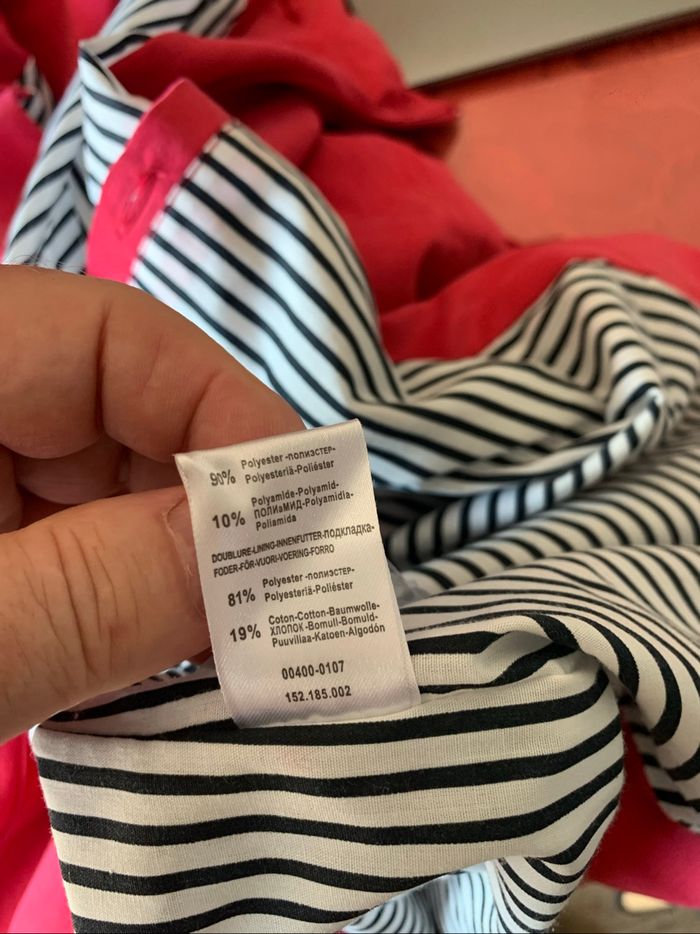 90% Polyester -полиэстер-
Polyesteriä-Poliéster
10% Polyamide-Polyamid-
ПОЛИаМИД-Polyamidia-
Poliamida
DOUBLURE-LINING-INNENFUTTER-ПОДКЛАДКА-
FODER-FÔR-VUORI-VOERING-FORRO
81% Polyester -полиэстер-
Polyesteriä-Poliéster
19% Coton-Cotton-Baumwolle-
ХЛОПОК -Bomull-Bomuld-
Puuvillaa-Katoen-Algodón
00400-0107
152.185.002